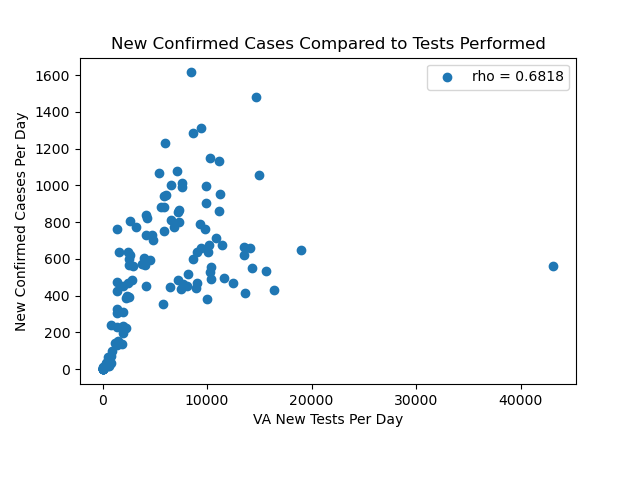 New Confirmed Cases Compared to Tests Performed
rho = 0.6818
New Confirmed Caeses Per Day
1600
1400
1200
1000
800
600
400
200
0
0 10000 20000 30000 40000
VA New Tests Per Day